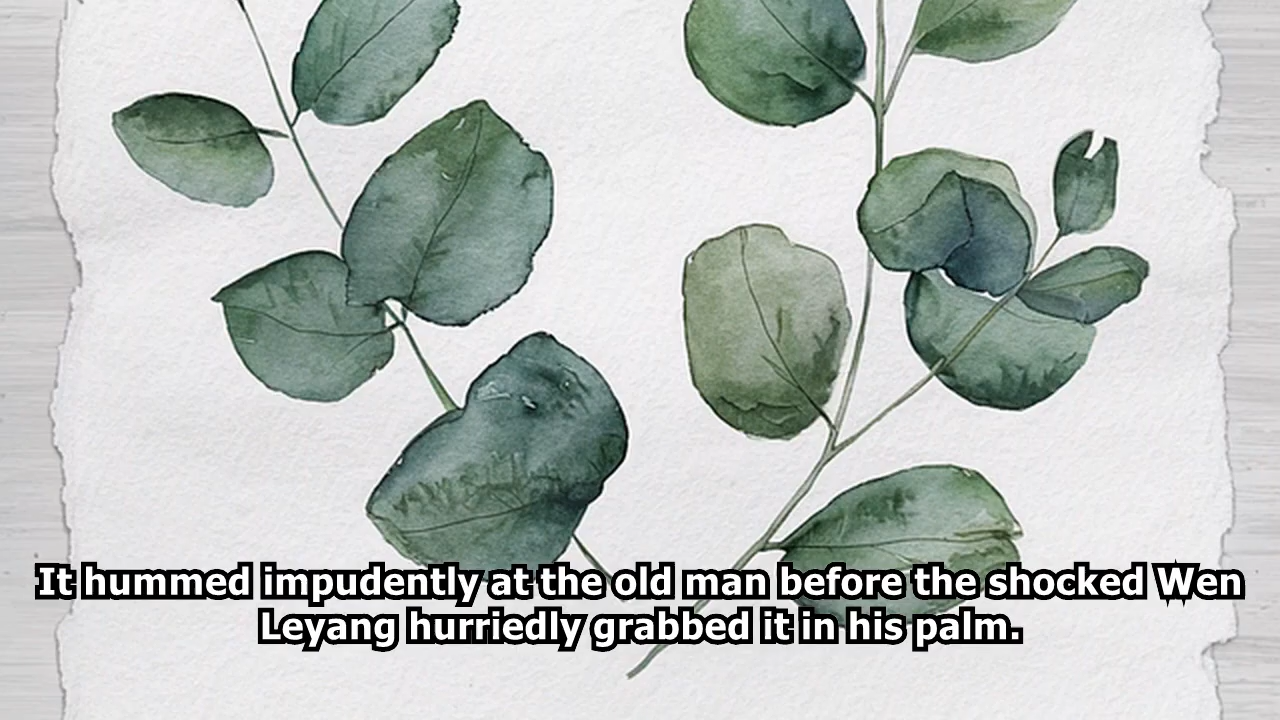 It hummed impudently at the old man before the shocked Wen
Leyang hurriedly grabbed it in his palm.